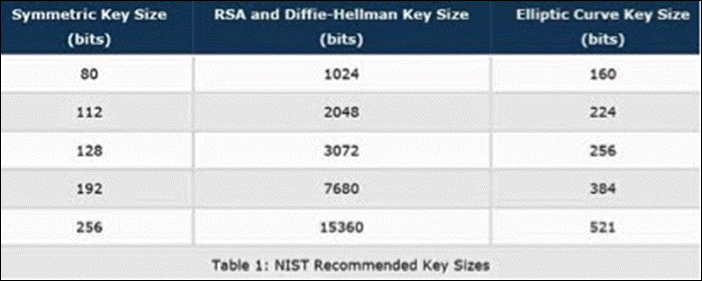 Symmetric Key Size (bits) RSA and Diffie-Hellman Key Size (bits) Elliptic Curve Key Size (bits)
80 1024 160
112 2048 224
128 3072 256
192 7680 384
256 15360 521
Table 1: NIST Recommended Key Sizes